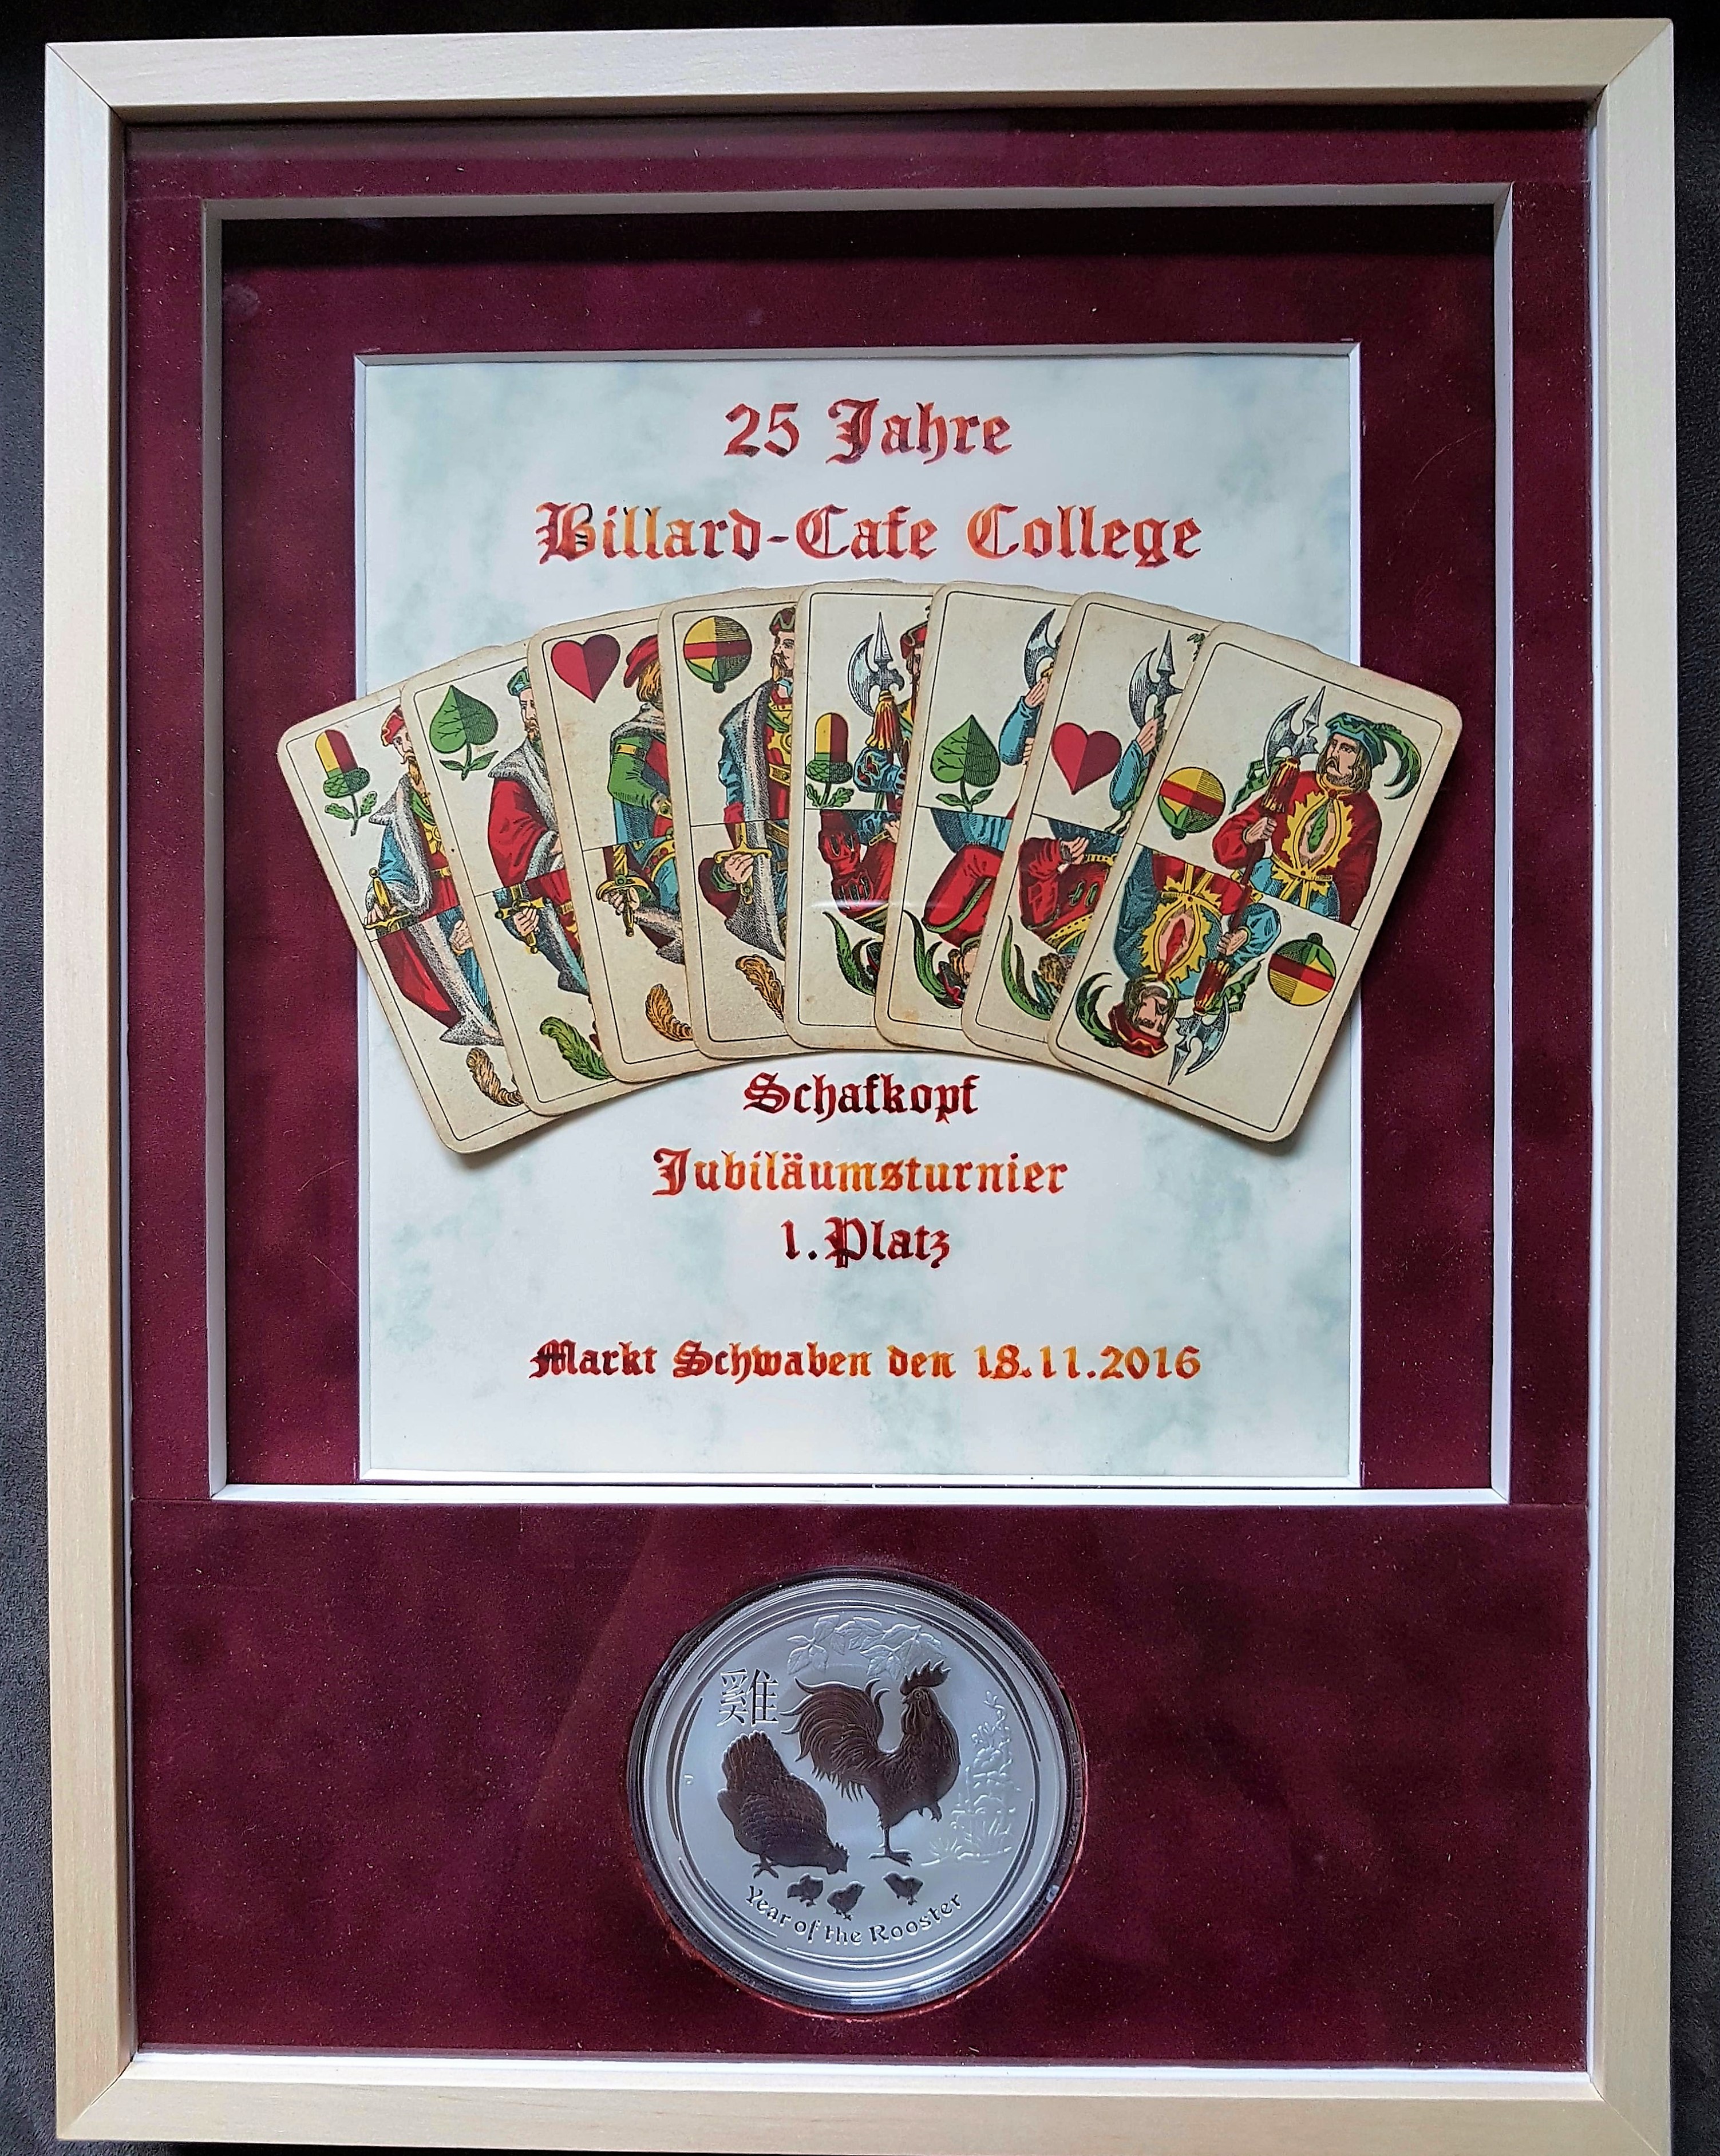 25 Jahre
Billard-Cafe College
Schafkopf
Jubiläumsturnier
1. Platz
Markt Schwaben den 18.11.2016
雞
Year of the Rooster